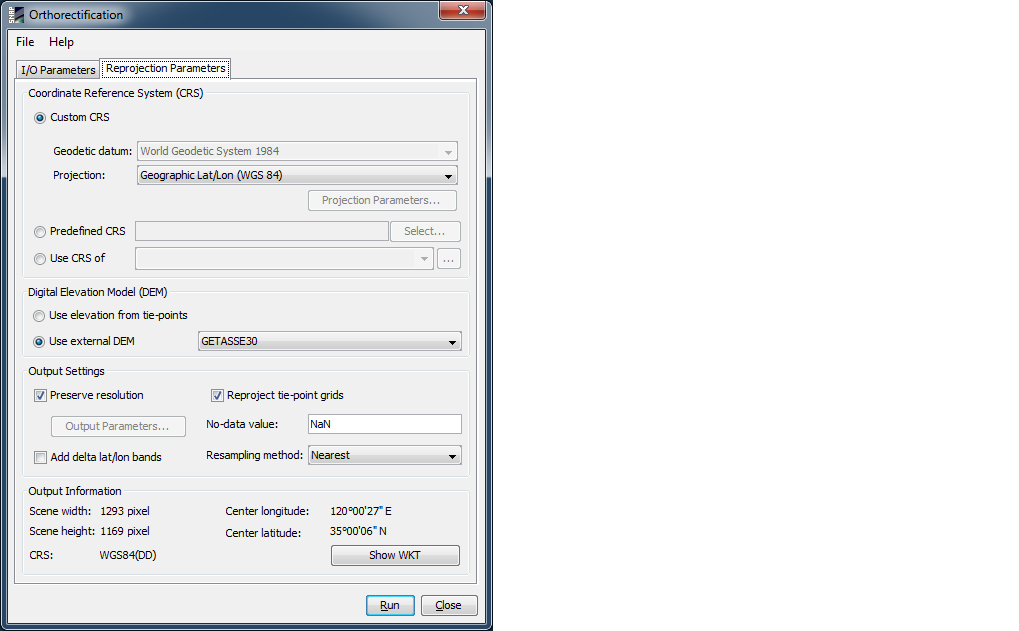 SNAP
Orthorectification
File Help
I/O Parameters Reprojection Parameters
Coordinate Reference System (CRS)
Custom CRS
Geodetic datum: World Geodetic System 1984
Projection: Geographic Lat/Lon (WGS 84)
Projection Parameters...
Predefined CRS Select...
Use CRS of ...
Digital Elevation Model (DEM)
Use elevation from tie-points
Use external DEM GETASSE30
Output Settings
Preserve resolution Reproject tie-point grids
Output Parameters... No-data value: NaN
Add delta lat/lon bands Resampling method: Nearest
Output Information
Scene width: 1293 pixel Center longitude: 120°00'27" E
Scene height: 1169 pixel Center latitude: 35°00'06" N
CRS: WGS84(DD) Show WKT
Run Close